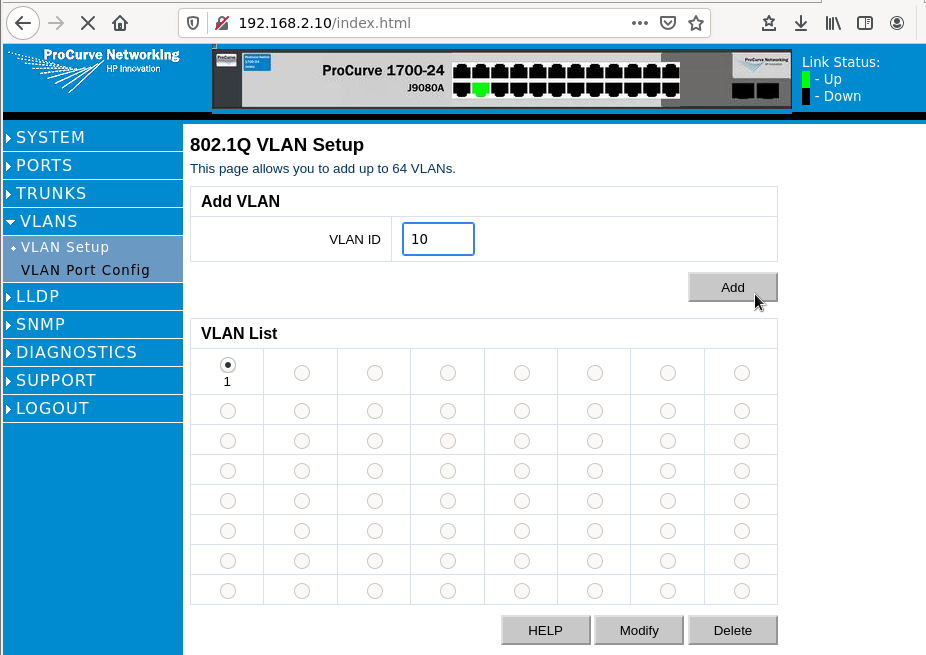 192.168.2.10/index.html
ProCurve Networking
HP Innovation
ProCurve
ProCurve 1700-24
J9080A
ProCurve Networking
Link Status:
- Up
- Down
SYSTEM
PORTS
TRUNKS
VLANS
VLAN Setup
VLAN Port Config
LLDP
SNMP
DIAGNOSTICS
SUPPORT
LOGOUT
802.1Q VLAN Setup
This page allows you to add up to 64 VLANs.
Add VLAN
VLAN ID 10
Add
VLAN List
1
HELP Modify Delete